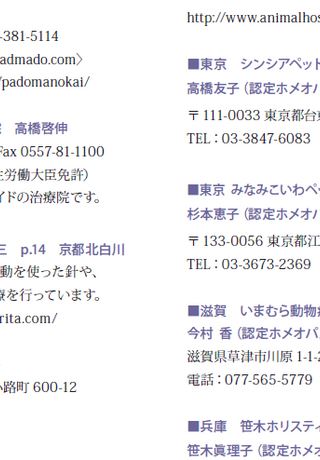 -381-5114
admado.com〉
/padomanokai/
高橋啓伸
Fax 0557-81-1100
生労働大臣免許）
イドの治療院です。
三　p.14　京都北白川
動を使った針や、
療を行っています。
rita.com/
小路町 600-12
http://www.animalhos
■東京　シンシアペット
高橋友子（認定ホメオパ
〒111-0033 東京都台東
TEL：03-3847-6083
■東京 みなみこいわペッ
杉本恵子（認定ホメオパ
〒133-0056 東京都江
TEL：03-3673-2369
■滋賀　いまむら動物病
今村 香（認定ホメオパ
滋賀県草津市川原 1-1-2
電話：077-565-5779
■兵庫　笹木ホリスティ
笹木眞理子（認定ホメオ